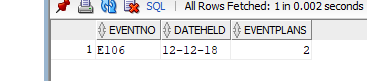 SQL | All Rows Fetched: 1 in 0.002 seconds
EVENTNO DATEHELD EVENTPLANS
1 E106 12-12-18 2